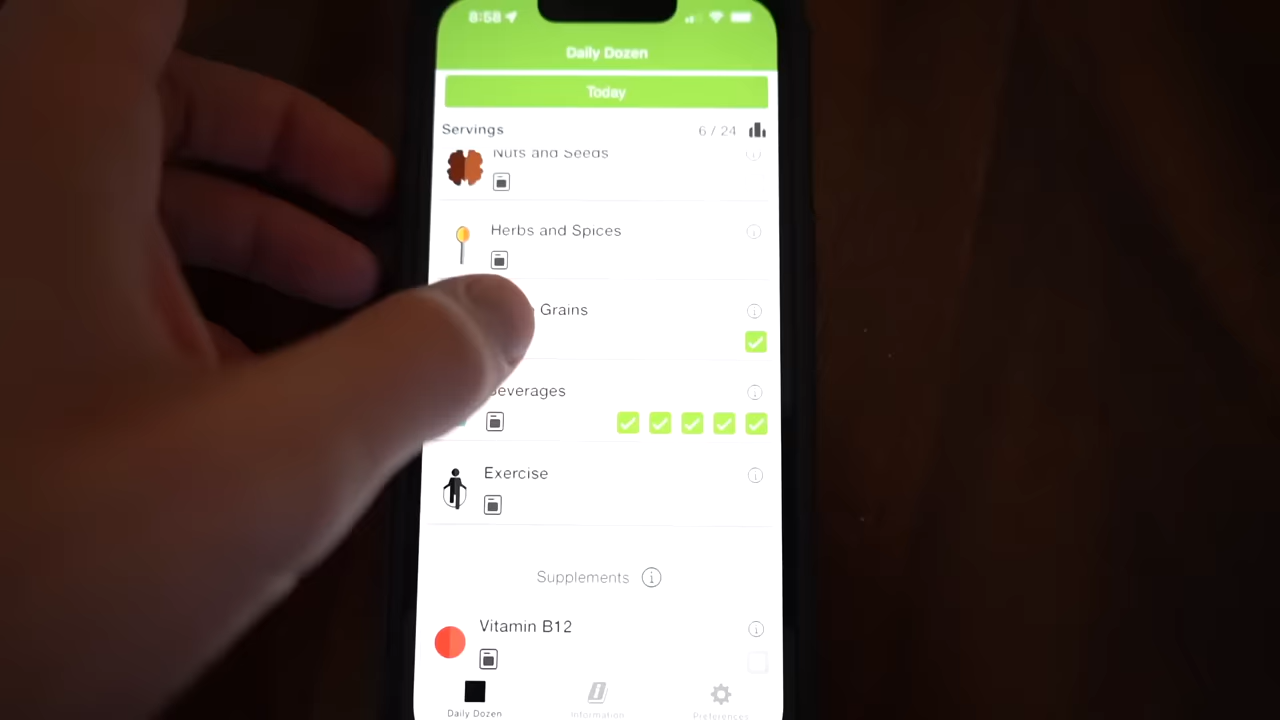 8:58
Daily Dozen
Today
Servings 6 / 24
Nuts and Seeds
Herbs and Spices
Grains
Beverages
Exercise
Supplements
Vitamin B12
Daily Dozen Information Preferences